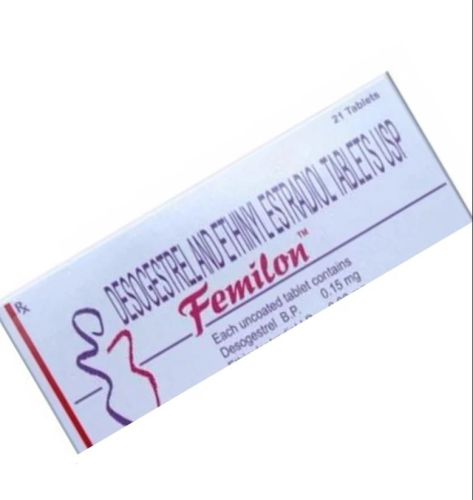 21 Tablets
Rx
DESOGESTREL AND ETHINYL ESTRADIOL TABLETS USP
Femilon™
Each uncoated tablet contains
Desogestrel B.P. 0.15 mg